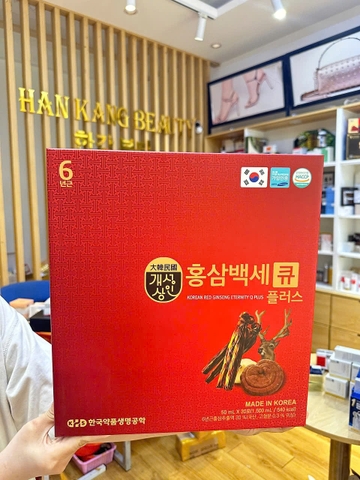 HAN KANG BEAUTY
6
년근
HACCP
大韓民國
개성
상인
홍삼백세 큐
플러스
KOREAN RED GINSENG ETERNITY Q PLUS
MADE IN KOREA
한국약품생명공학